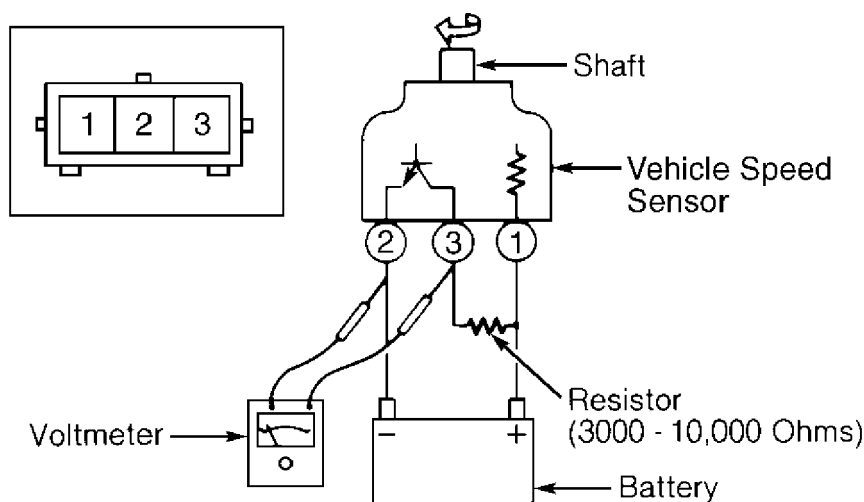 1 2 3
Shaft
Vehicle Speed
Sensor
2 3 1
Resistor
(3000 - 10,000 Ohms)
Voltmeter
- +
Battery